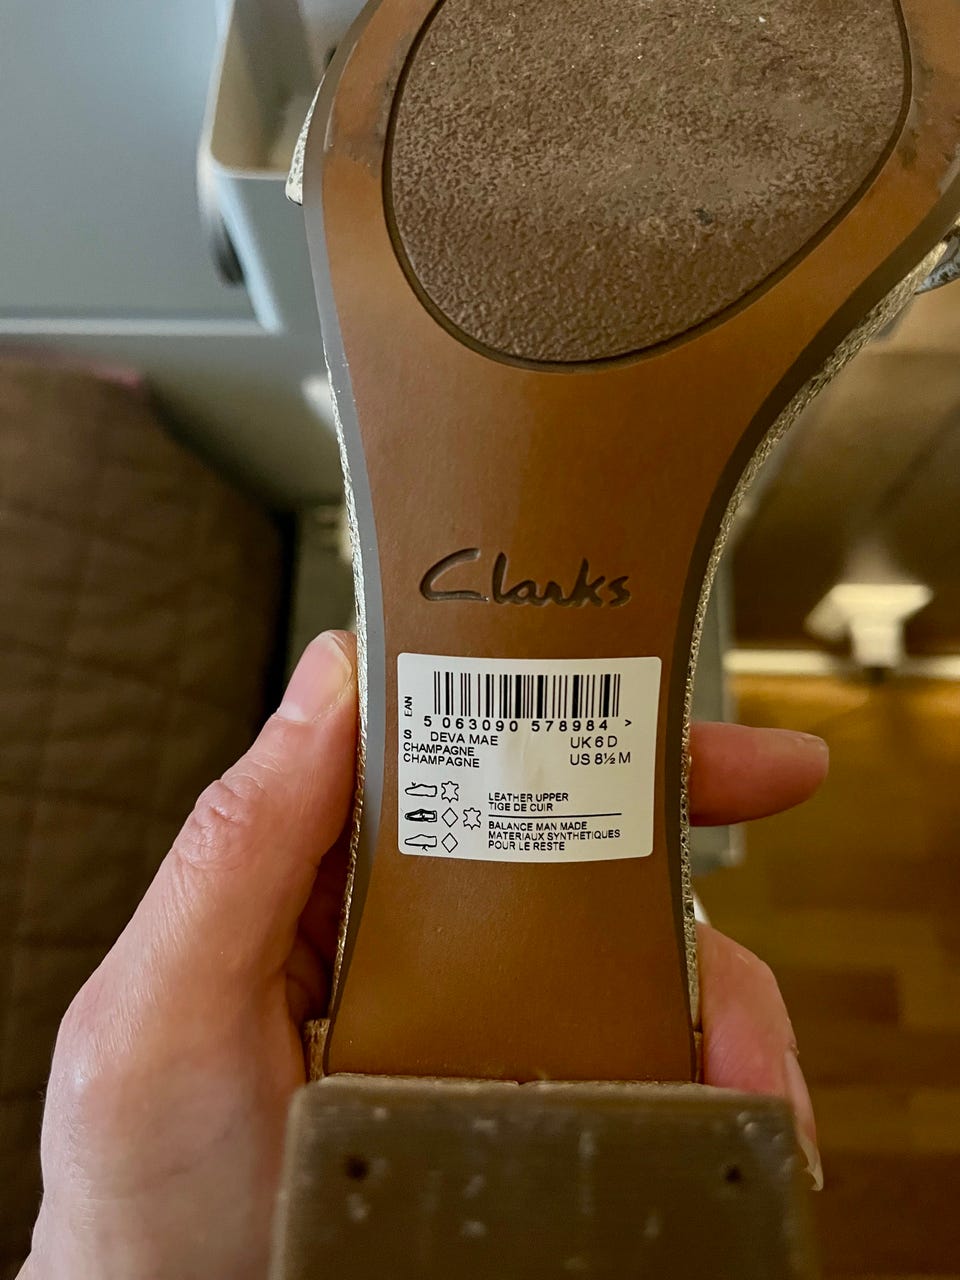 Clarks
EAN
5 063090 578984 >
S DEVA MAE UK 6 D
CHAMPAGNE US 8½ M
CHAMPAGNE
LEATHER UPPER
TIGE DE CUIR
BALANCE MAN MADE
MATERIAUX SYNTHETIQUES
POUR LE RESTE